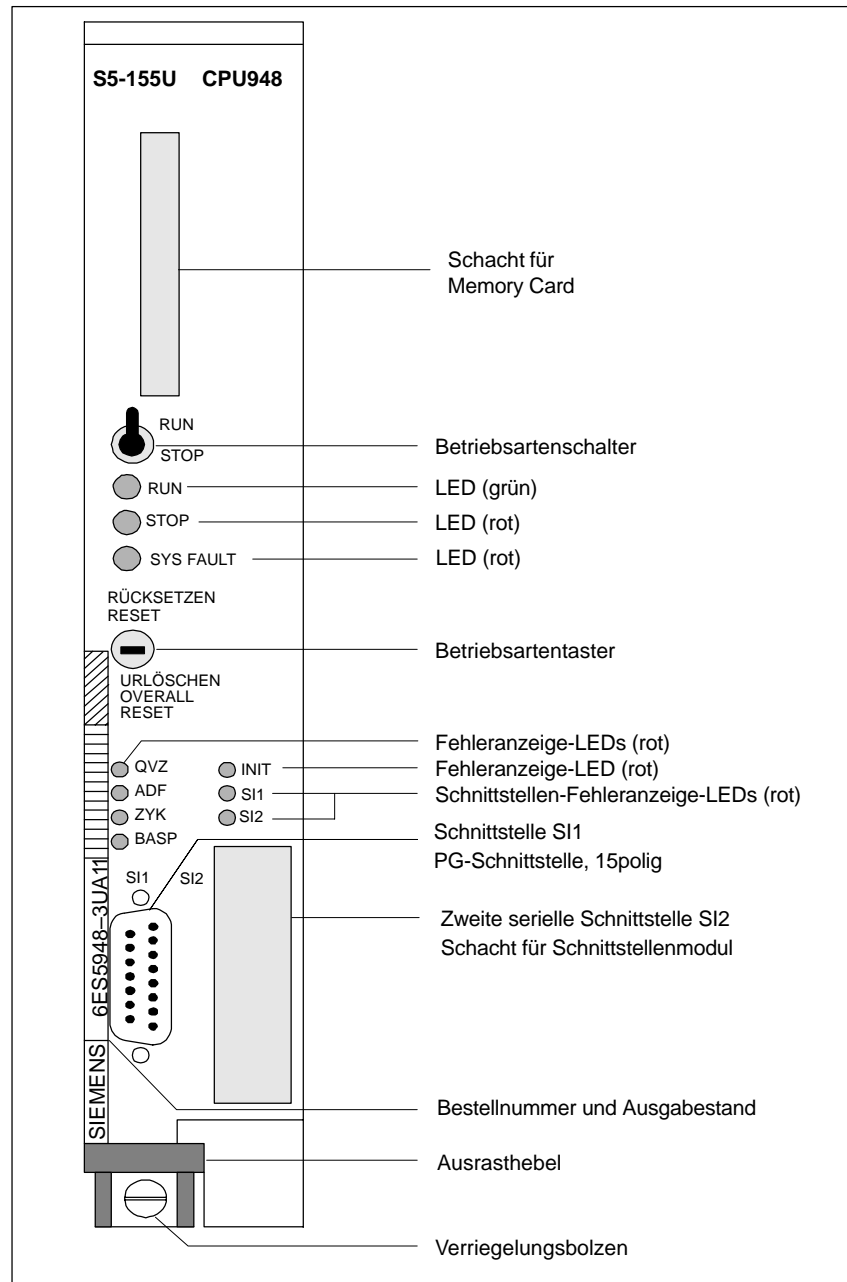 S5-155U CPU948
Schacht für
Memory Card
RUN
STOP
Betriebsartenschalter
RUN
LED (grün)
STOP
LED (rot)
SYS FAULT
LED (rot)
RÜCKSETZEN
RESET
Betriebsartentaster
URLÖSCHEN
OVERALL
RESET
Fehleranzeige-LEDs (rot)
QVZ
INIT
Fehleranzeige-LED (rot)
ADF
SI1
Schnittstellen-Fehleranzeige-LEDs (rot)
ZYK
SI2
BASP
Schnittstelle SI1
PG-Schnittstelle, 15polig
SI1
SI2
Zweite serielle Schnittstelle SI2
Schacht für Schnittstellenmodul
6ES5948–3UA11
SIEMENS
Bestellnummer und Ausgabestand
Ausrasthebel
Verriegelungsbolzen